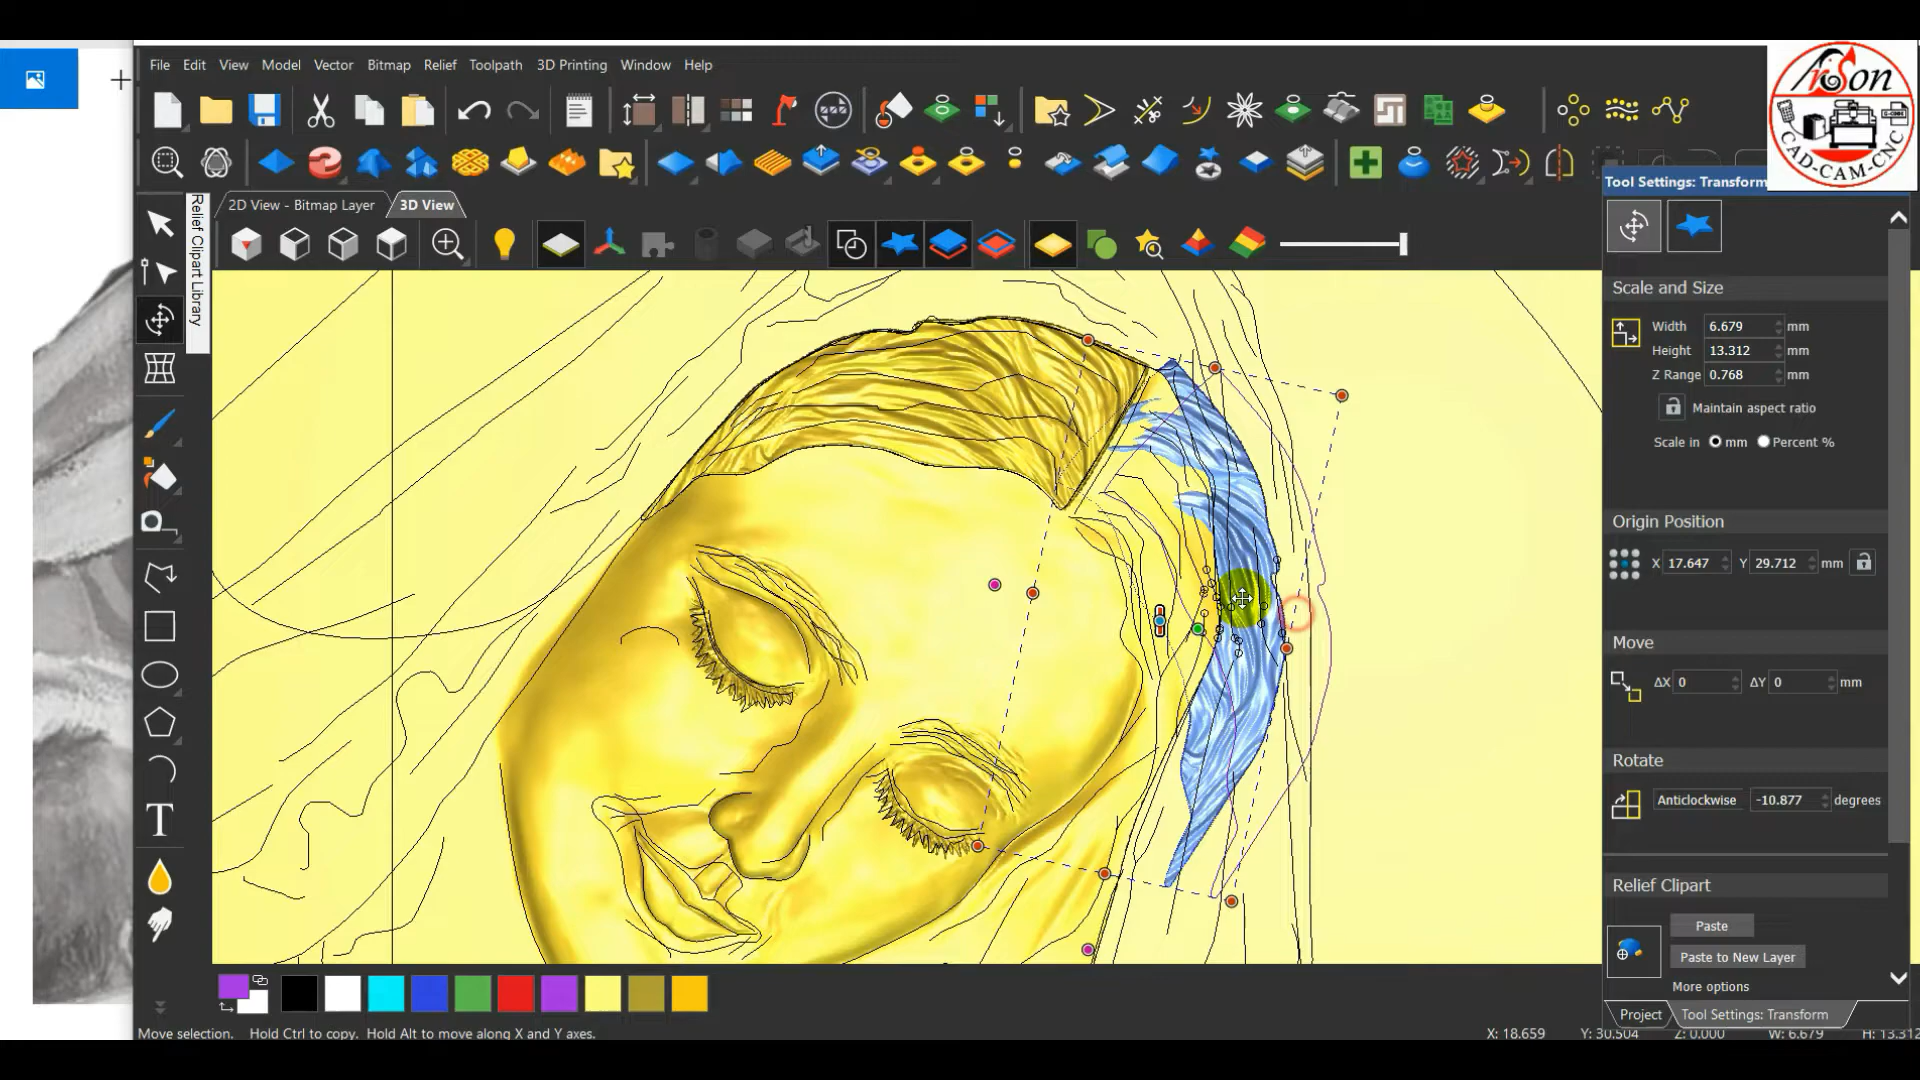 File Edit View Model Vector Bitmap Relief Toolpath 3D Printing Window Help
ArSon
CAD-CAM-CNC
Tool Settings: Transform
2D View - Bitmap Layer 3D View
Relief Clipart Library
Scale and Size
Width 6.679 mm
Height 13.312 mm
Z Range 0.768 mm
Maintain aspect ratio
Scale in mm Percent %
Origin Position
X 17.647 Y 29.712 mm
Move
ΔX 0 ΔY 0 mm
Rotate
Anticlockwise -10.877 degrees
Relief Clipart
Paste
Paste to New Layer
More options
Project Tool Settings: Transform
Move selection. Hold Ctrl to copy. Hold Alt to move along X and Y axes. X: 18.659 Y: 30.504 Z: 0.000 W: 6.679 H: 13.312